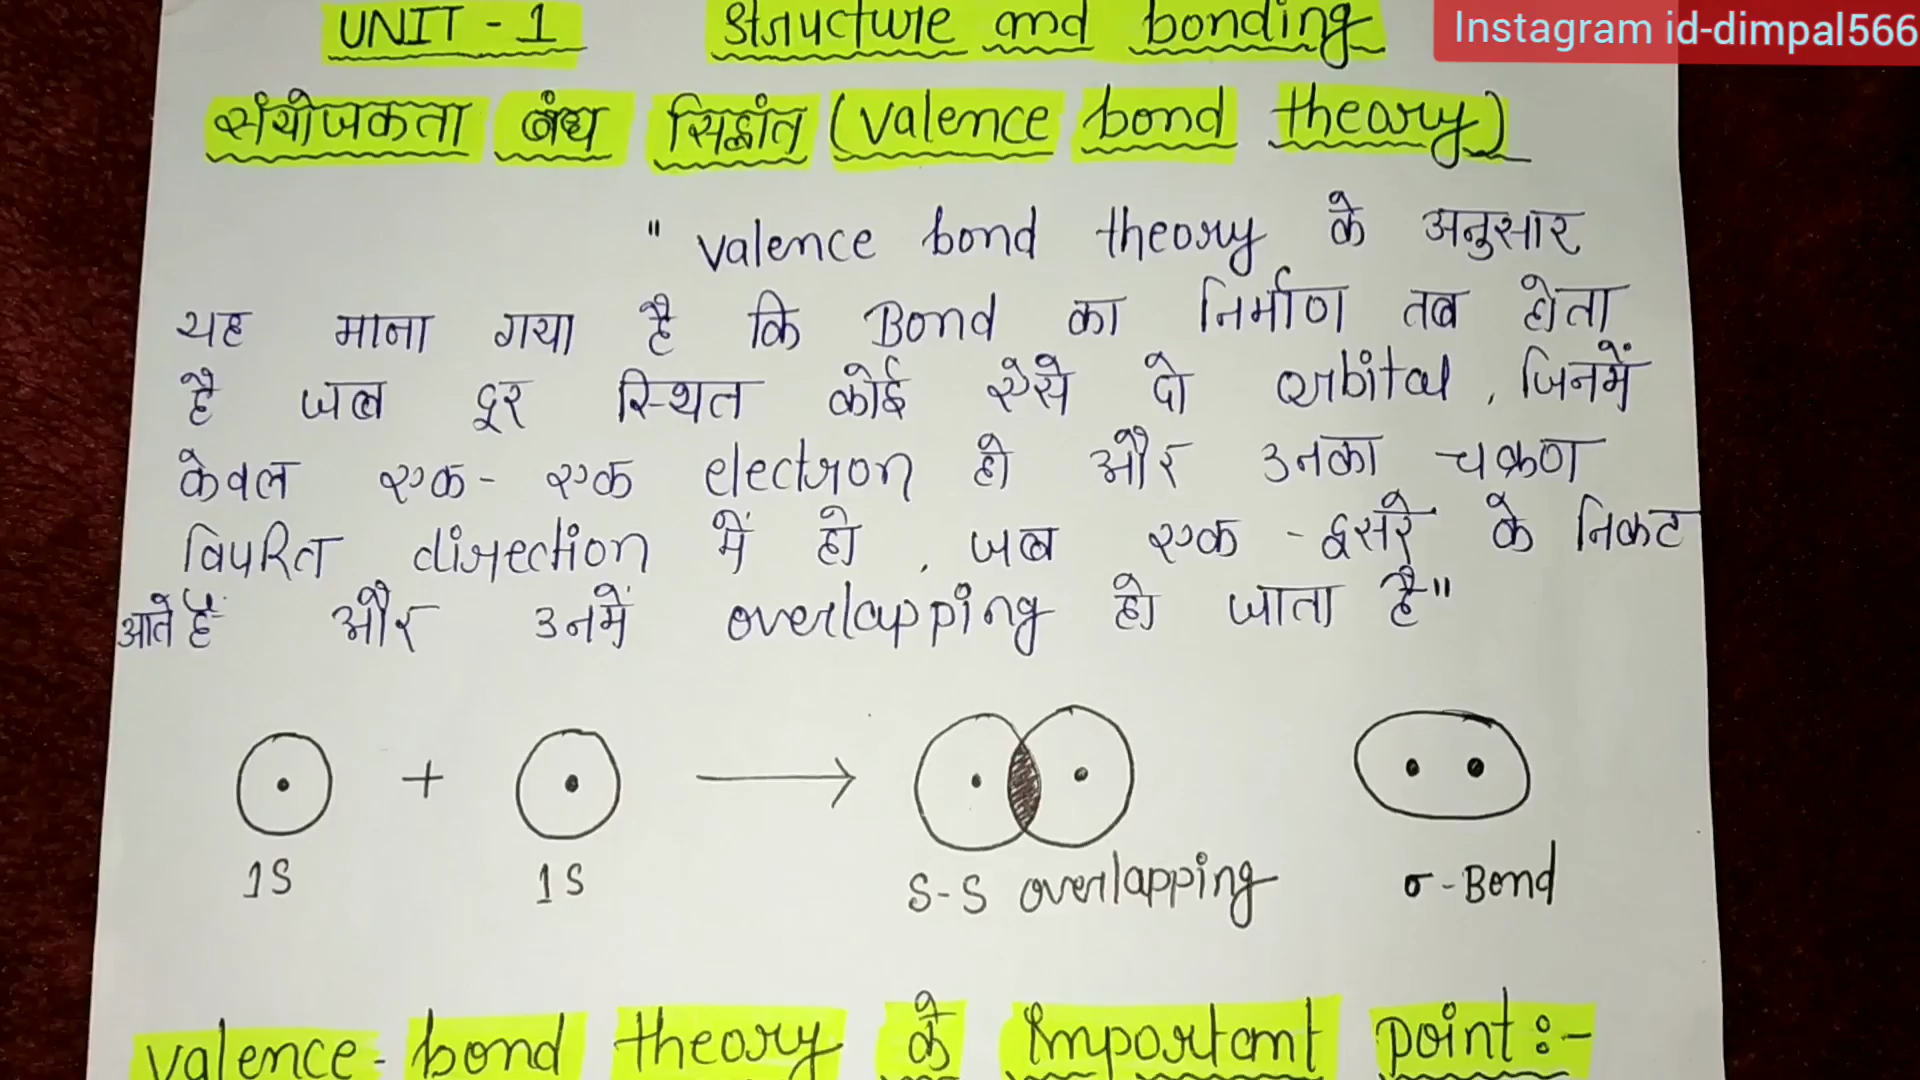 UNIT - 1 Structure and bonding
Instagram id-dimpal566
संयोजकता बंध सिद्धांत (valence bond theory)
" valence bond theory के अनुसार
यह माना गया है कि Bond का निर्माण तब होता
है जब दूर स्थित कोई ऐसे दो orbital, जिनमें
केवल एक - एक electron हो और उनका चक्रण
विपरित direction में हो, जब एक - दूसरे के निकट
आते हैं और उनमें overlapping हो जाता है"
+
1S 1S S-S overlapping σ-Bond
valence - bond theory के Important point :-